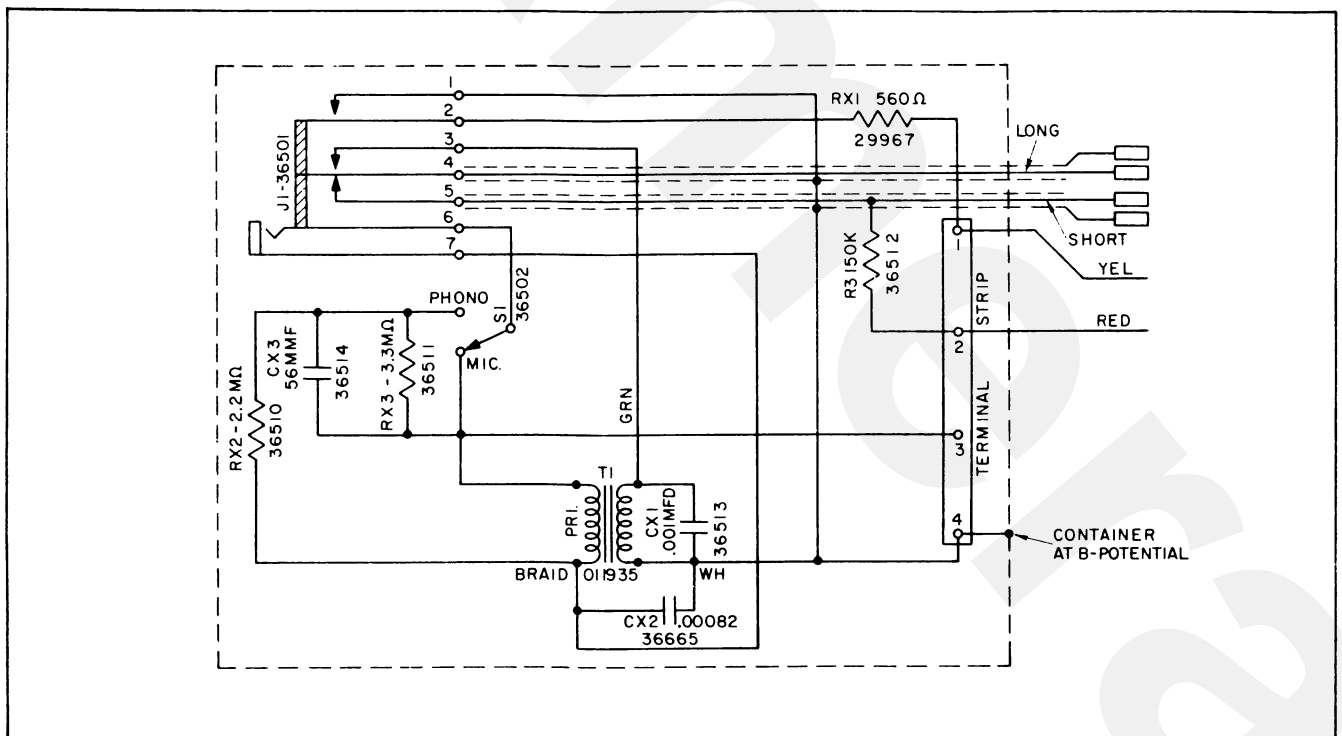 1
2
3
4
5
6
7
J1-36501
RX1 560Ω
29967
LONG
SHORT
YEL
RED
R3 150K
36512
1
2
3
4
TERMINAL STRIP
PHONO
S1
36502
MIC.
CX3
56MMF
36514
RX3-3.3MΩ
36511
RX2-2.2MΩ
36510
GRN
T1
PRI.
CX1
.001MFD
36513
BRAID
011935
WH
CX2 .00082
36665
CONTAINER
AT B-POTENTIAL